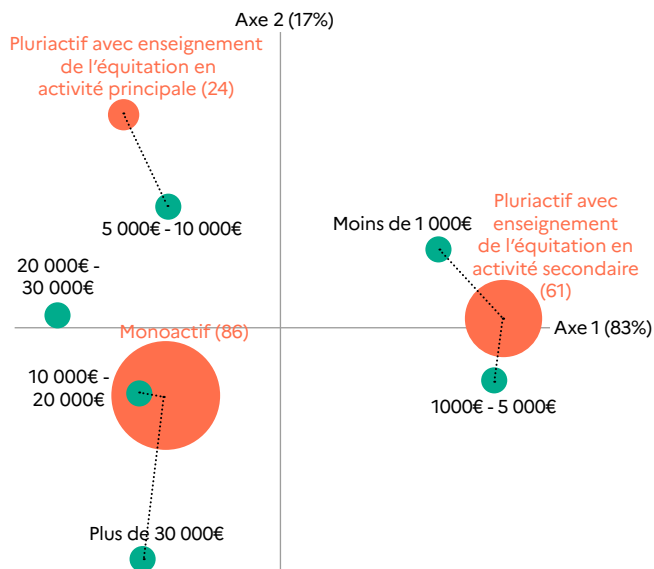 Axe 2 (17%)
Pluriactif avec enseignement
de l'équitation en
activité principale (24)
5 000€ - 10 000€
Moins de 1 000€
Pluriactif avec
enseignement
de l'équitation en
activité secondaire
(61)
20 000€ -
30 000€
Monoactif (86)
Axe 1 (83%)
10 000€ -
20 000€
1000€ - 5 000€
Plus de 30 000€